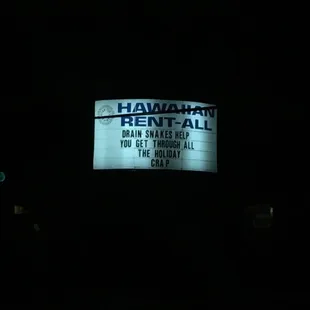 HAWAIIAN
RENT-ALL
DRAIN SNAKES HELP
YOU GET THROUGH ALL
THE HOLIDAY
CRAP